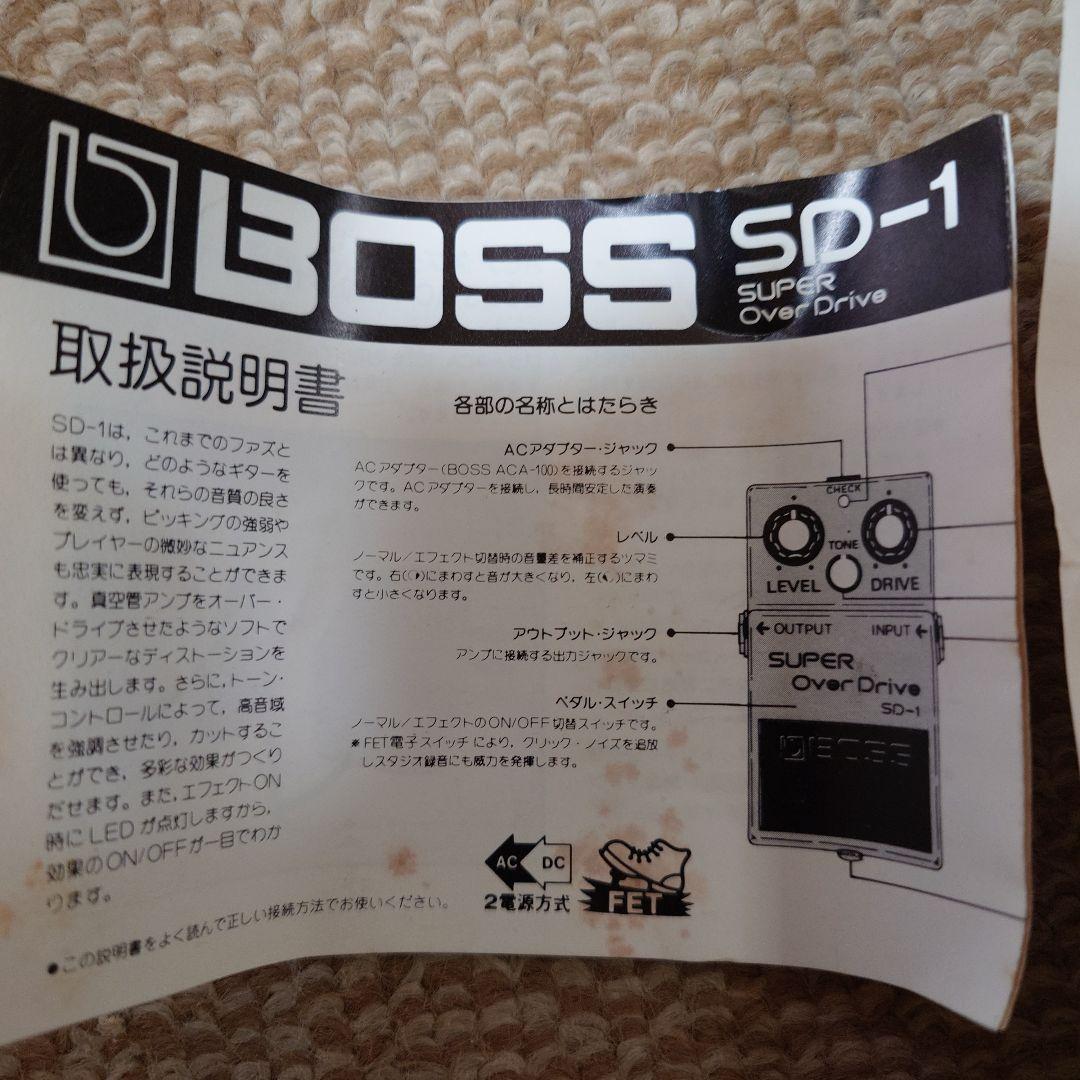 BOSS SD-1
SUPER
Over Drive
取扱説明書
SD-1は，これまでのファズと
は異なり，どのようなギターを
使っても，それらの音質の良さ
を変えず，ピッキングの強弱や
プレイヤーの微妙なニュアンス
も忠実に表現することができま
す。真空管アンプをオーバー・
ドライブさせたようなソフトで
クリアーなディストーションを
生み出します。さらに，トーン・
コントロールによって，高音域
を強調させたり，カットするこ
とができ，多彩な効果がつくり
だせます。また，エフェクトON
時にLEDが点灯しますから，
効果のON/OFFが一目でわか
ります。
●この説明書をよく読んで正しい接続方法でお使いください。
各部の名称とはたらき
ACアダプター・ジャック
ACアダプター(BOSS ACA-100)を接続するジャッ
クです。ACアダプターを接続し，長時間安定した演奏
ができます。
レベル
ノーマル/エフェクト切替時の音量差を補正するツマミ
です。右()にまわすと音が大きくなり，左()にまわ
すと小さくなります。
アウトプット・ジャック
アンプに接続する出力ジャックです。
ペダル・スイッチ
ノーマル/エフェクトのON/OFF切替スイッチです。
※FET電子スイッチにより，クリック・ノイズを追放
しスタジオ録音にも威力を発揮します。
AC DC
2電源方式
FET
CHECK
TONE
LEVEL DRIVE
←OUTPUT INPUT←
SUPER
Over Drive
SD-1
BOSS